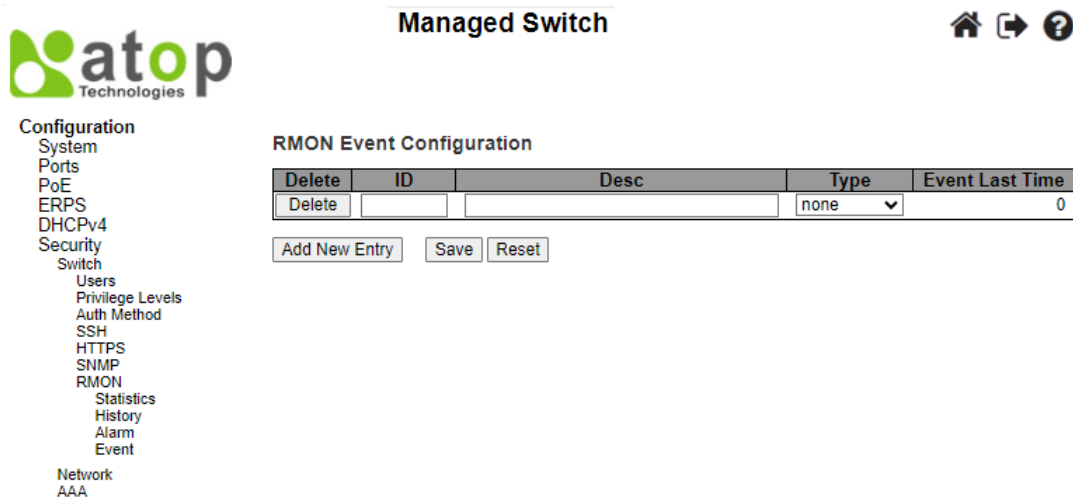 Managed Switch
atop
Technologies
Configuration
System
Ports
PoE
ERPS
DHCPv4
Security
Switch
Users
Privilege Levels
Auth Method
SSH
HTTPS
SNMP
RMON
Statistics
History
Alarm
Event
Network
AAA
RMON Event Configuration
Delete ID Desc Type Event Last Time
Delete none 0
Add New Entry Save Reset